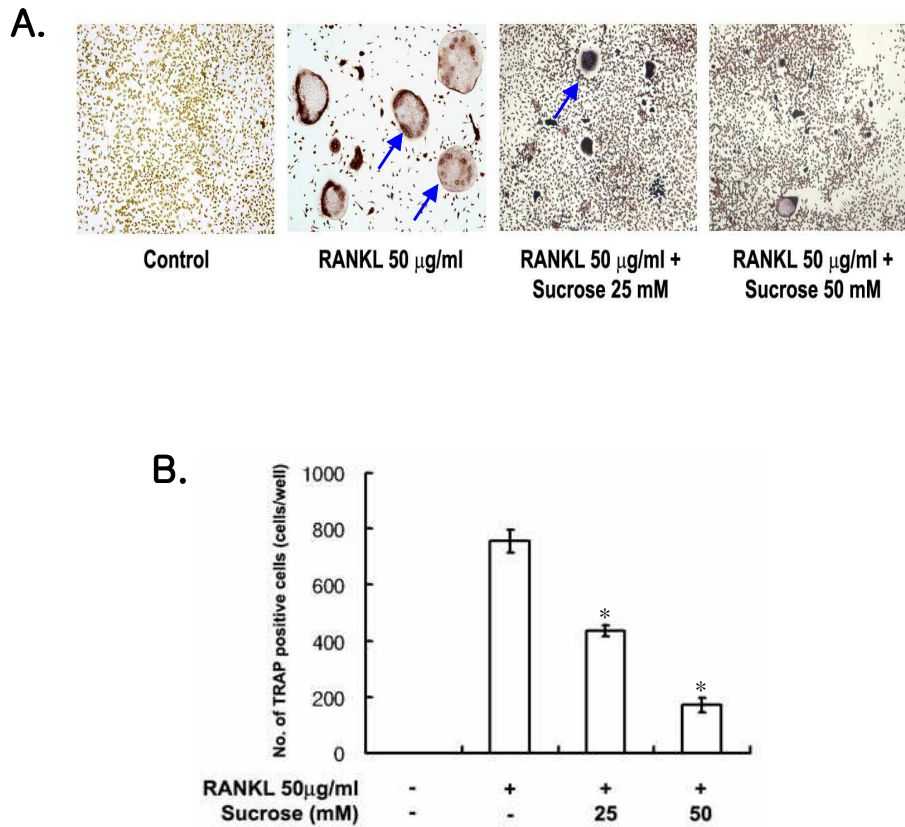 A.
Control
RANKL 50 μg/ml
RANKL 50 μg/ml +
Sucrose 25 mM
RANKL 50 μg/ml +
Sucrose 50 mM
B.
No. of TRAP positive cells (cells/well)
1000
800
600
400
200
0
*
*
RANKL 50μg/ml - + + +
Sucrose (mM) - - 25 50